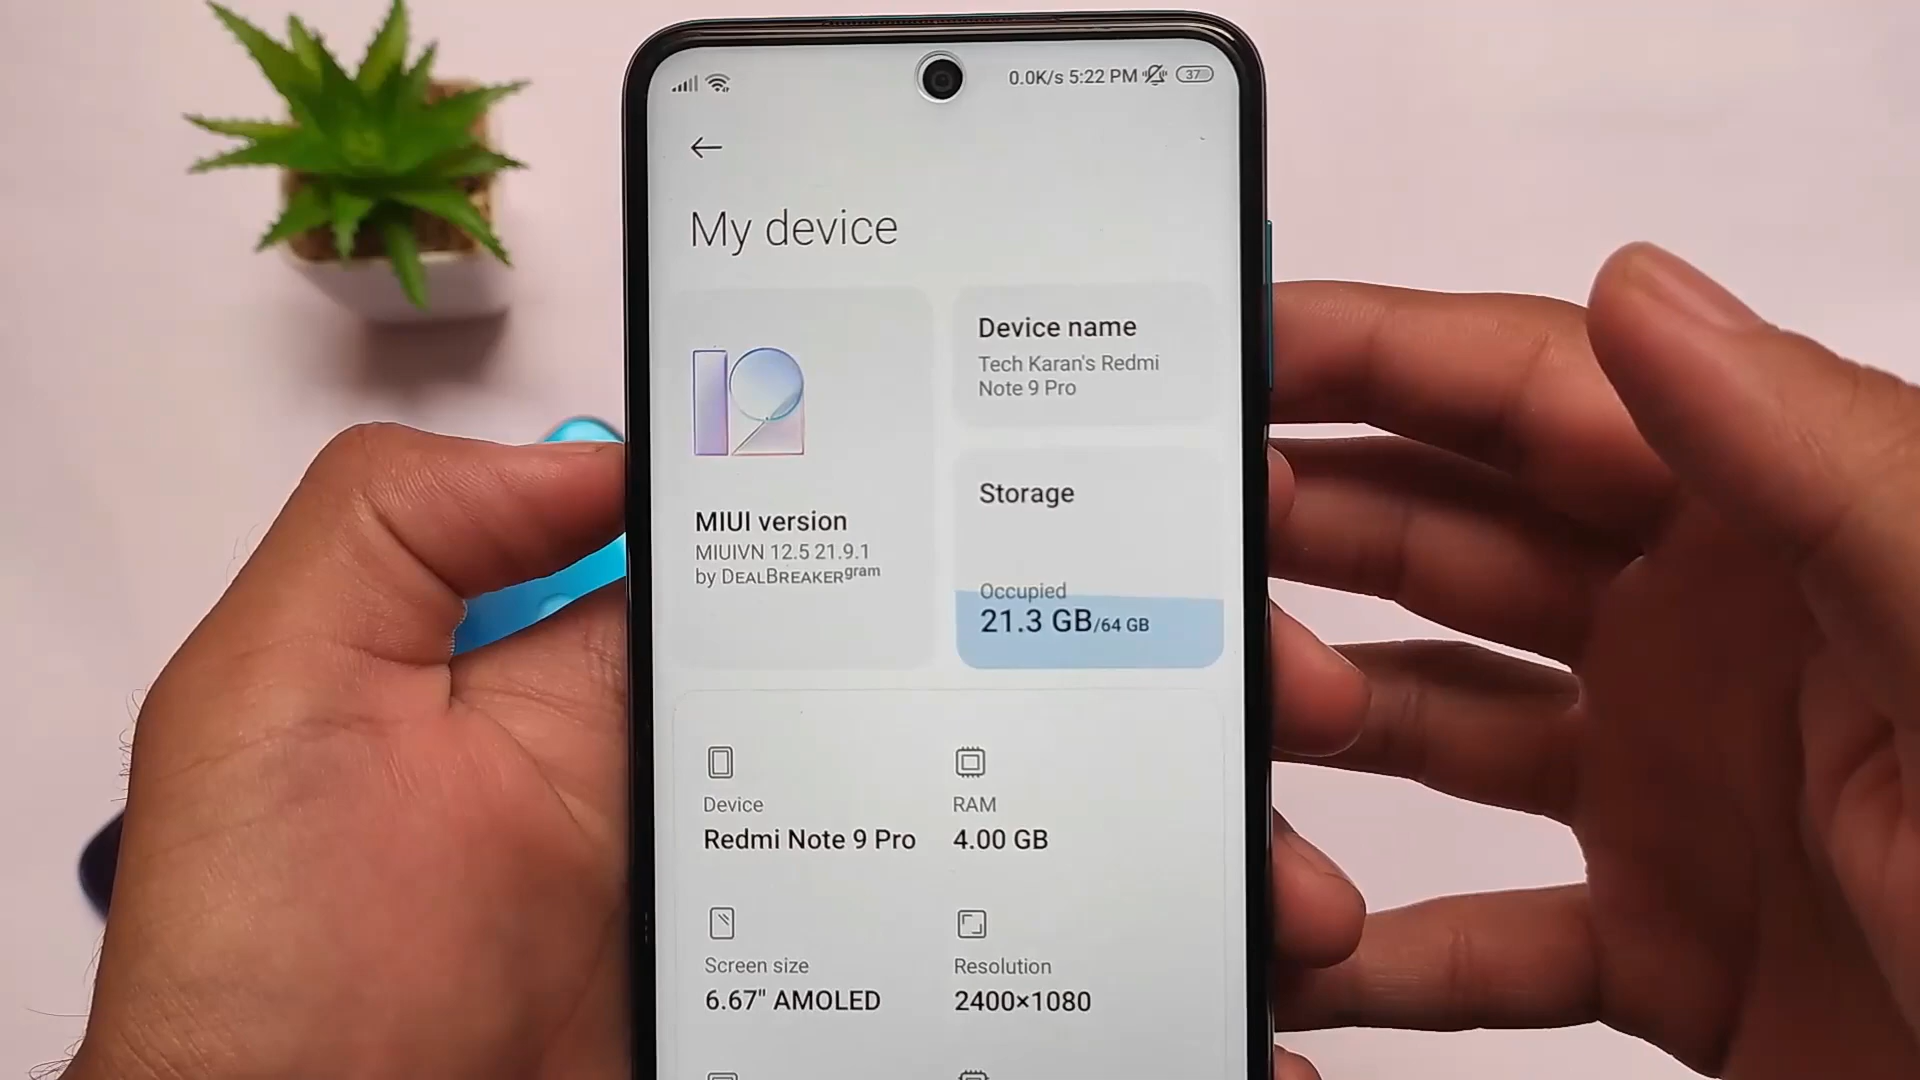 0.0K/s 5:22 PM 37
My device
12
MIUI version
MIUIVN 12.5 21.9.1
by DEALBREAKERgram
Device name
Tech Karan's Redmi
Note 9 Pro
Storage
Occupied
21.3 GB/64 GB
Device
Redmi Note 9 Pro
RAM
4.00 GB
Screen size
6.67" AMOLED
Resolution
2400×1080